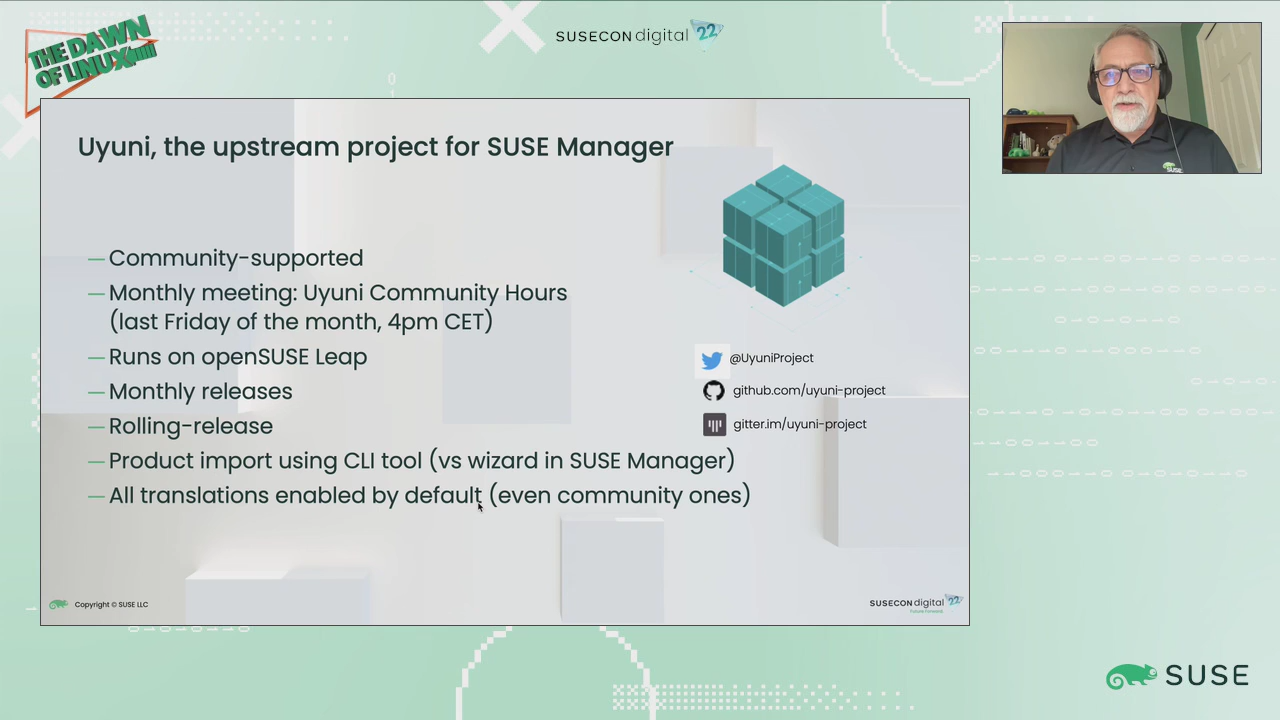 THE DAWN
OF LINUX
SUSECON digital 22
Uyuni, the upstream project for SUSE Manager
— Community-supported
— Monthly meeting: Uyuni Community Hours
(last Friday of the month, 4pm CET)
— Runs on openSUSE Leap
— Monthly releases
— Rolling-release
— Product import using CLI tool (vs wizard in SUSE Manager)
— All translations enabled by default (even community ones)
@UyuniProject
github.com/uyuni-project
gitter.im/uyuni-project
Copyright © SUSE LLC
SUSECON digital 22
Future Forward.
SUSE
SUSE